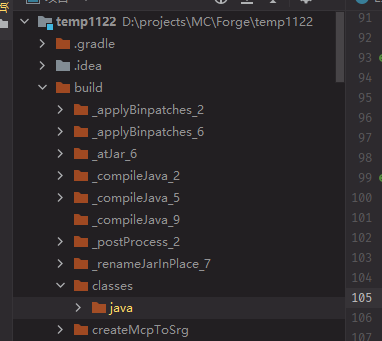 temp1122 D:\projects\MC\Forge\temp1122
.gradle
.idea
build
_applyBinpatches_2
_applyBinpatches_6
_atJar_6
_compileJava_2
_compileJava_5
_compileJava_9
_postProcess_2
_renameJarInPlace_7
classes
java
createMcpToSrg
91
92
93
94
95
96
97
98
99
100
101
102
103
104
105
106
107